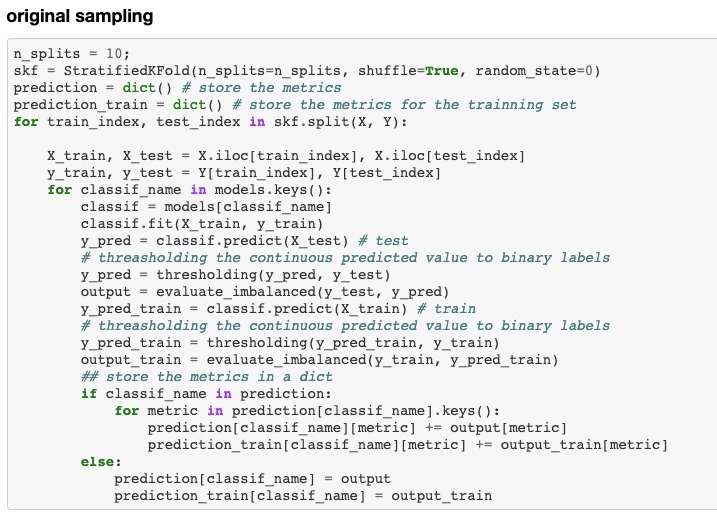 original sampling
n_splits = 10;
skf = StratifiedKFold(n_splits=n_splits, shuffle=True, random_state=0)
prediction = dict() # store the metrics
prediction_train = dict() # store the metrics for the trainning set
for train_index, test_index in skf.split(X, Y):
    X_train, X_test = X.iloc[train_index], X.iloc[test_index]
    y_train, y_test = Y[train_index], Y[test_index]
    for classif_name in models.keys():
        classif = models[classif_name]
        classif.fit(X_train, y_train)
        y_pred = classif.predict(X_test) # test
        # threasholding the continuous predicted value to binary labels
        y_pred = thresholding(y_pred, y_test)
        output = evaluate_imbalanced(y_test, y_pred)
        y_pred_train = classif.predict(X_train) # train
        # threasholding the continuous predicted value to binary labels
        y_pred_train = thresholding(y_pred_train, y_train)
        output_train = evaluate_imbalanced(y_train, y_pred_train)
        ## store the metrics in a dict
        if classif_name in prediction:
            for metric in prediction[classif_name].keys():
                prediction[classif_name][metric] += output[metric]
                prediction_train[classif_name][metric] += output_train[metric]
        else:
            prediction[classif_name] = output
            prediction_train[classif_name] = output_train